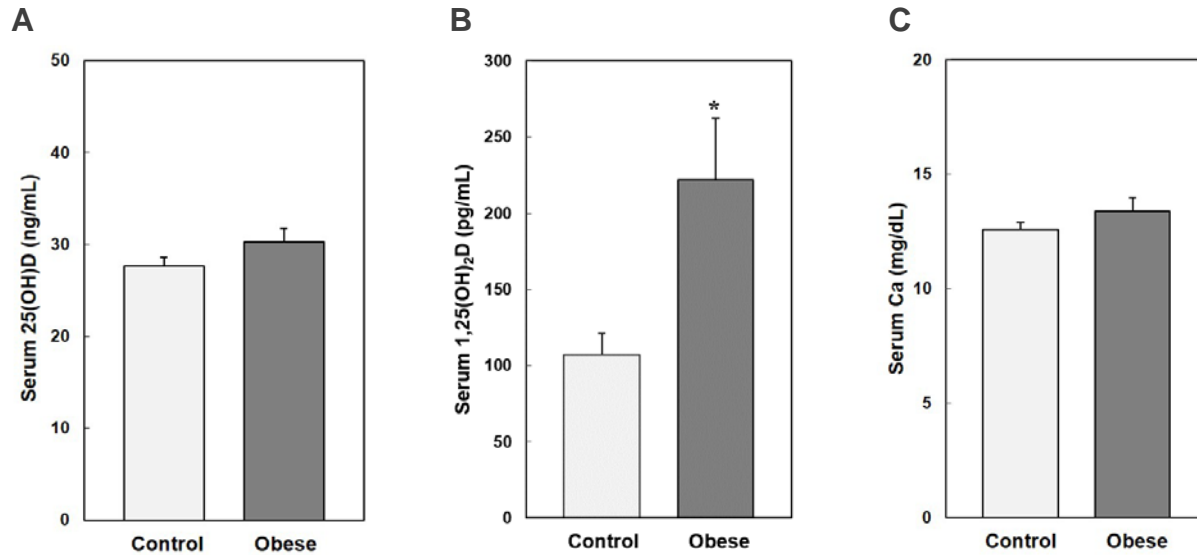 A
Serum 25(OH)D (ng/mL)
50
40
30
20
10
0
Control
Obese
B
Serum 1,25(OH)₂D (pg/mL)
300
250
200
150
100
50
0
*
Control
Obese
C
Serum Ca (mg/dL)
20
15
10
5
0
Control
Obese